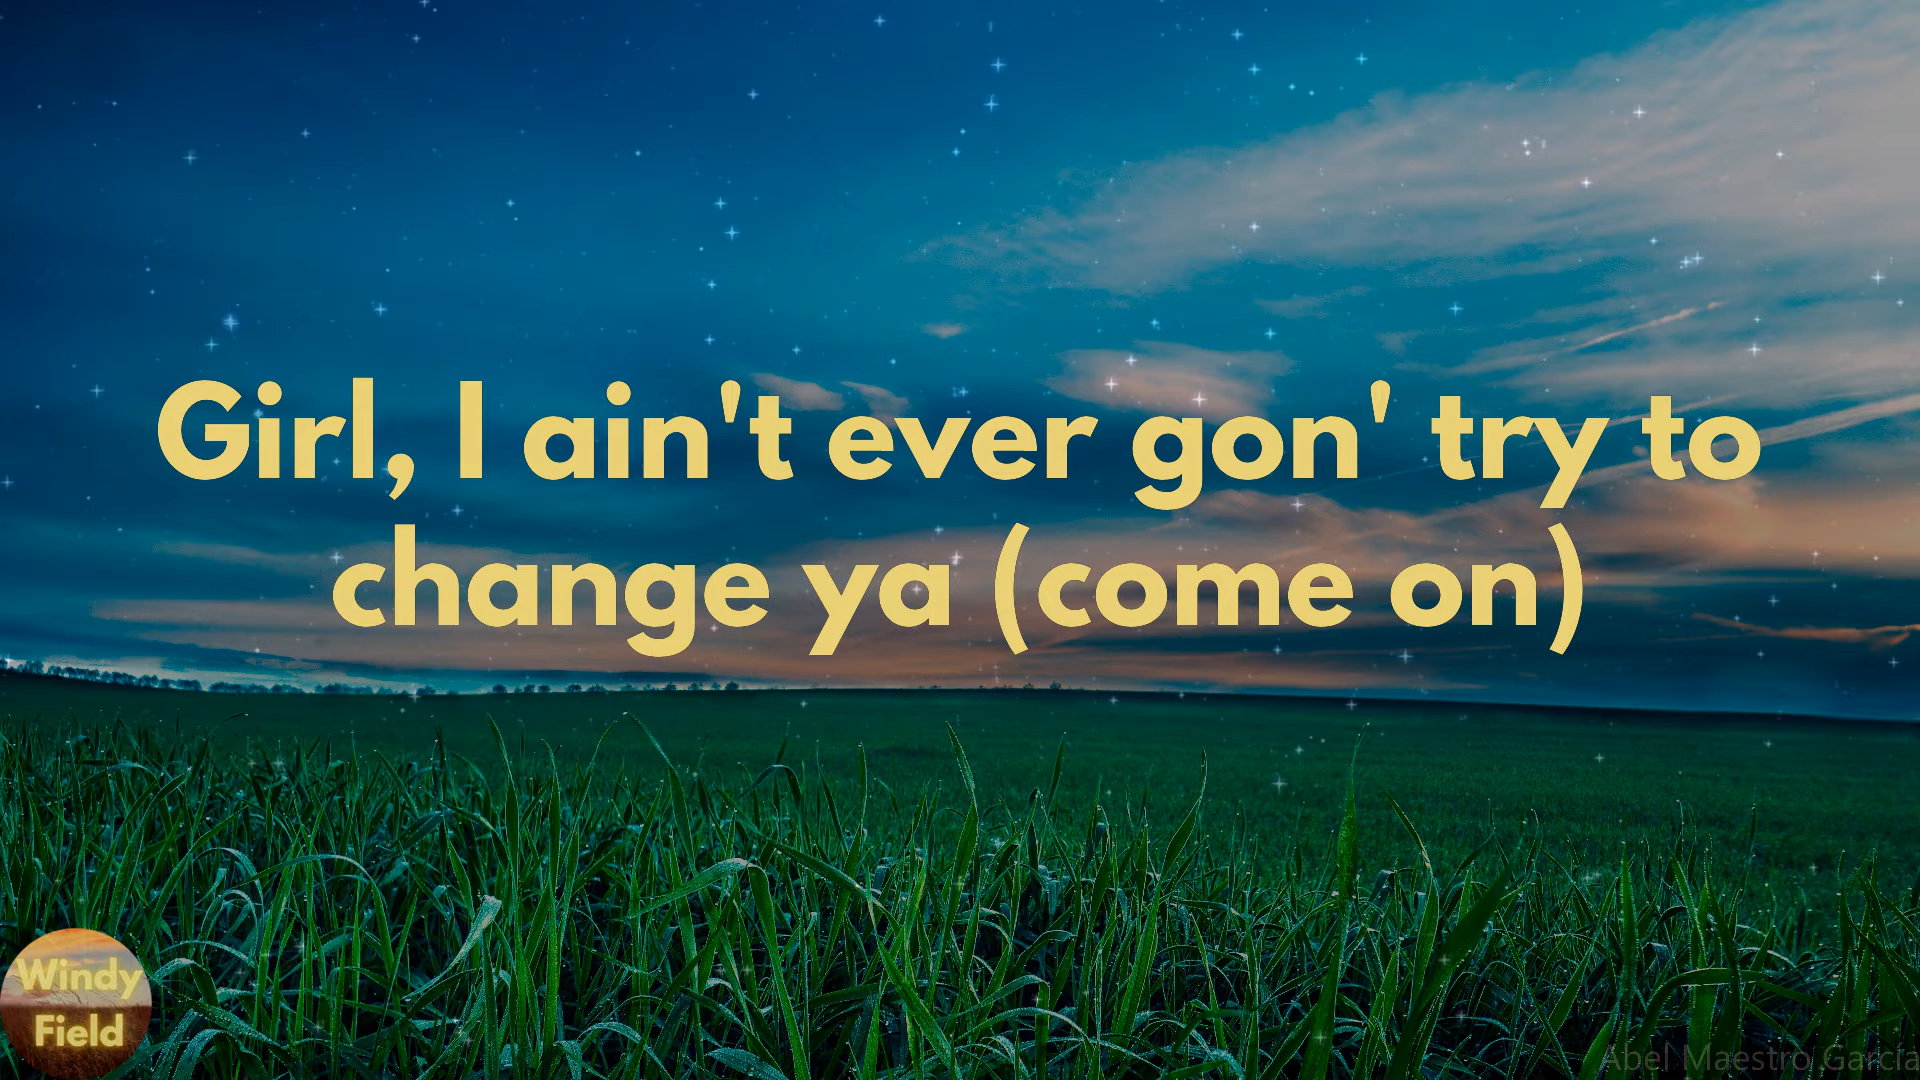 Girl, I ain't ever gon' try to
change ya (come on)
Windy
Field
Abel Maestro García